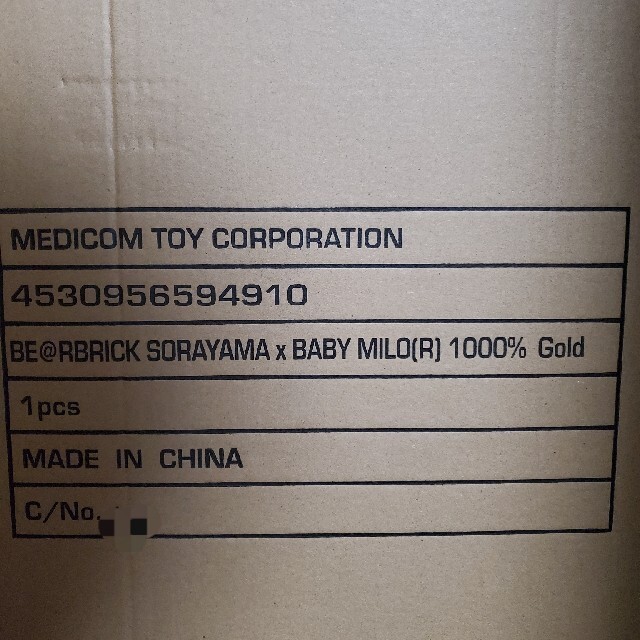 MEDICOM TOY CORPORATION
4530956594910
BE@RBRICK SORAYAMA x BABY MILO(R) 1000% Gold
1pcs
MADE IN CHINA
C/No.